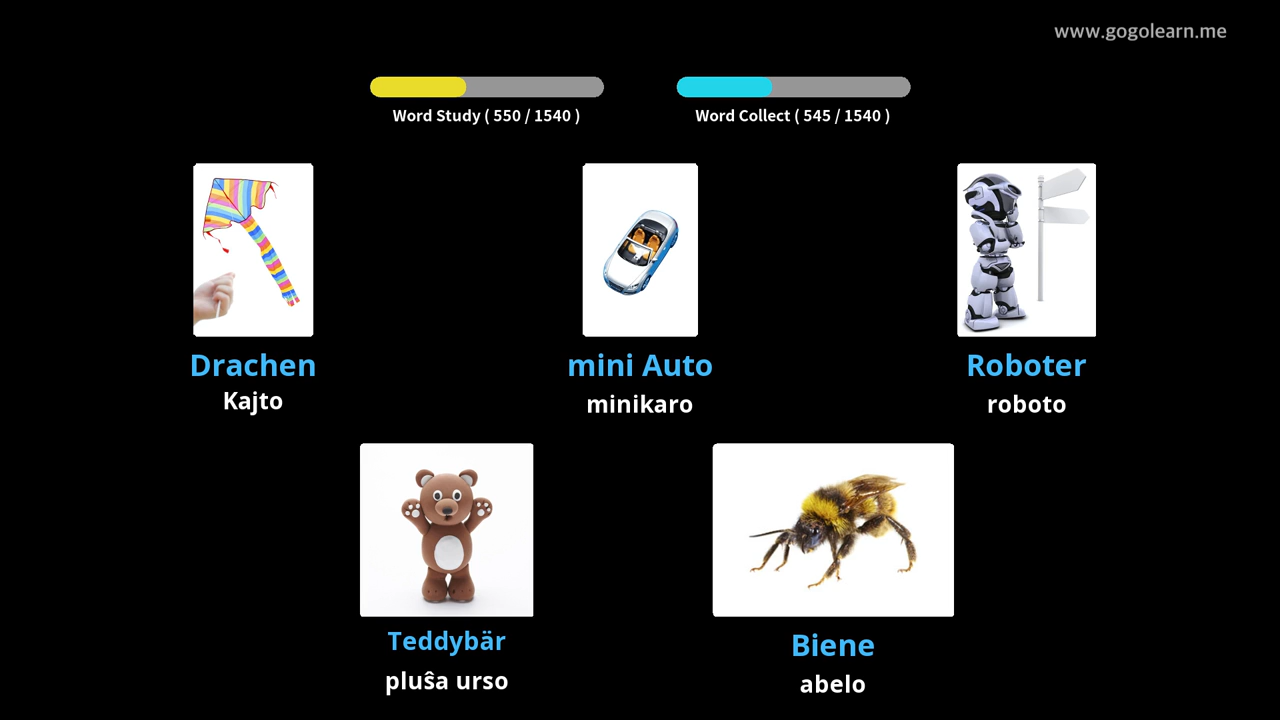 www.gogolearn.me
Word Study ( 550 / 1540 )
Word Collect ( 545 / 1540 )
Drachen
Kajto
mini Auto
minikaro
Roboter
roboto
Teddybär
pluŝa urso
Biene
abelo